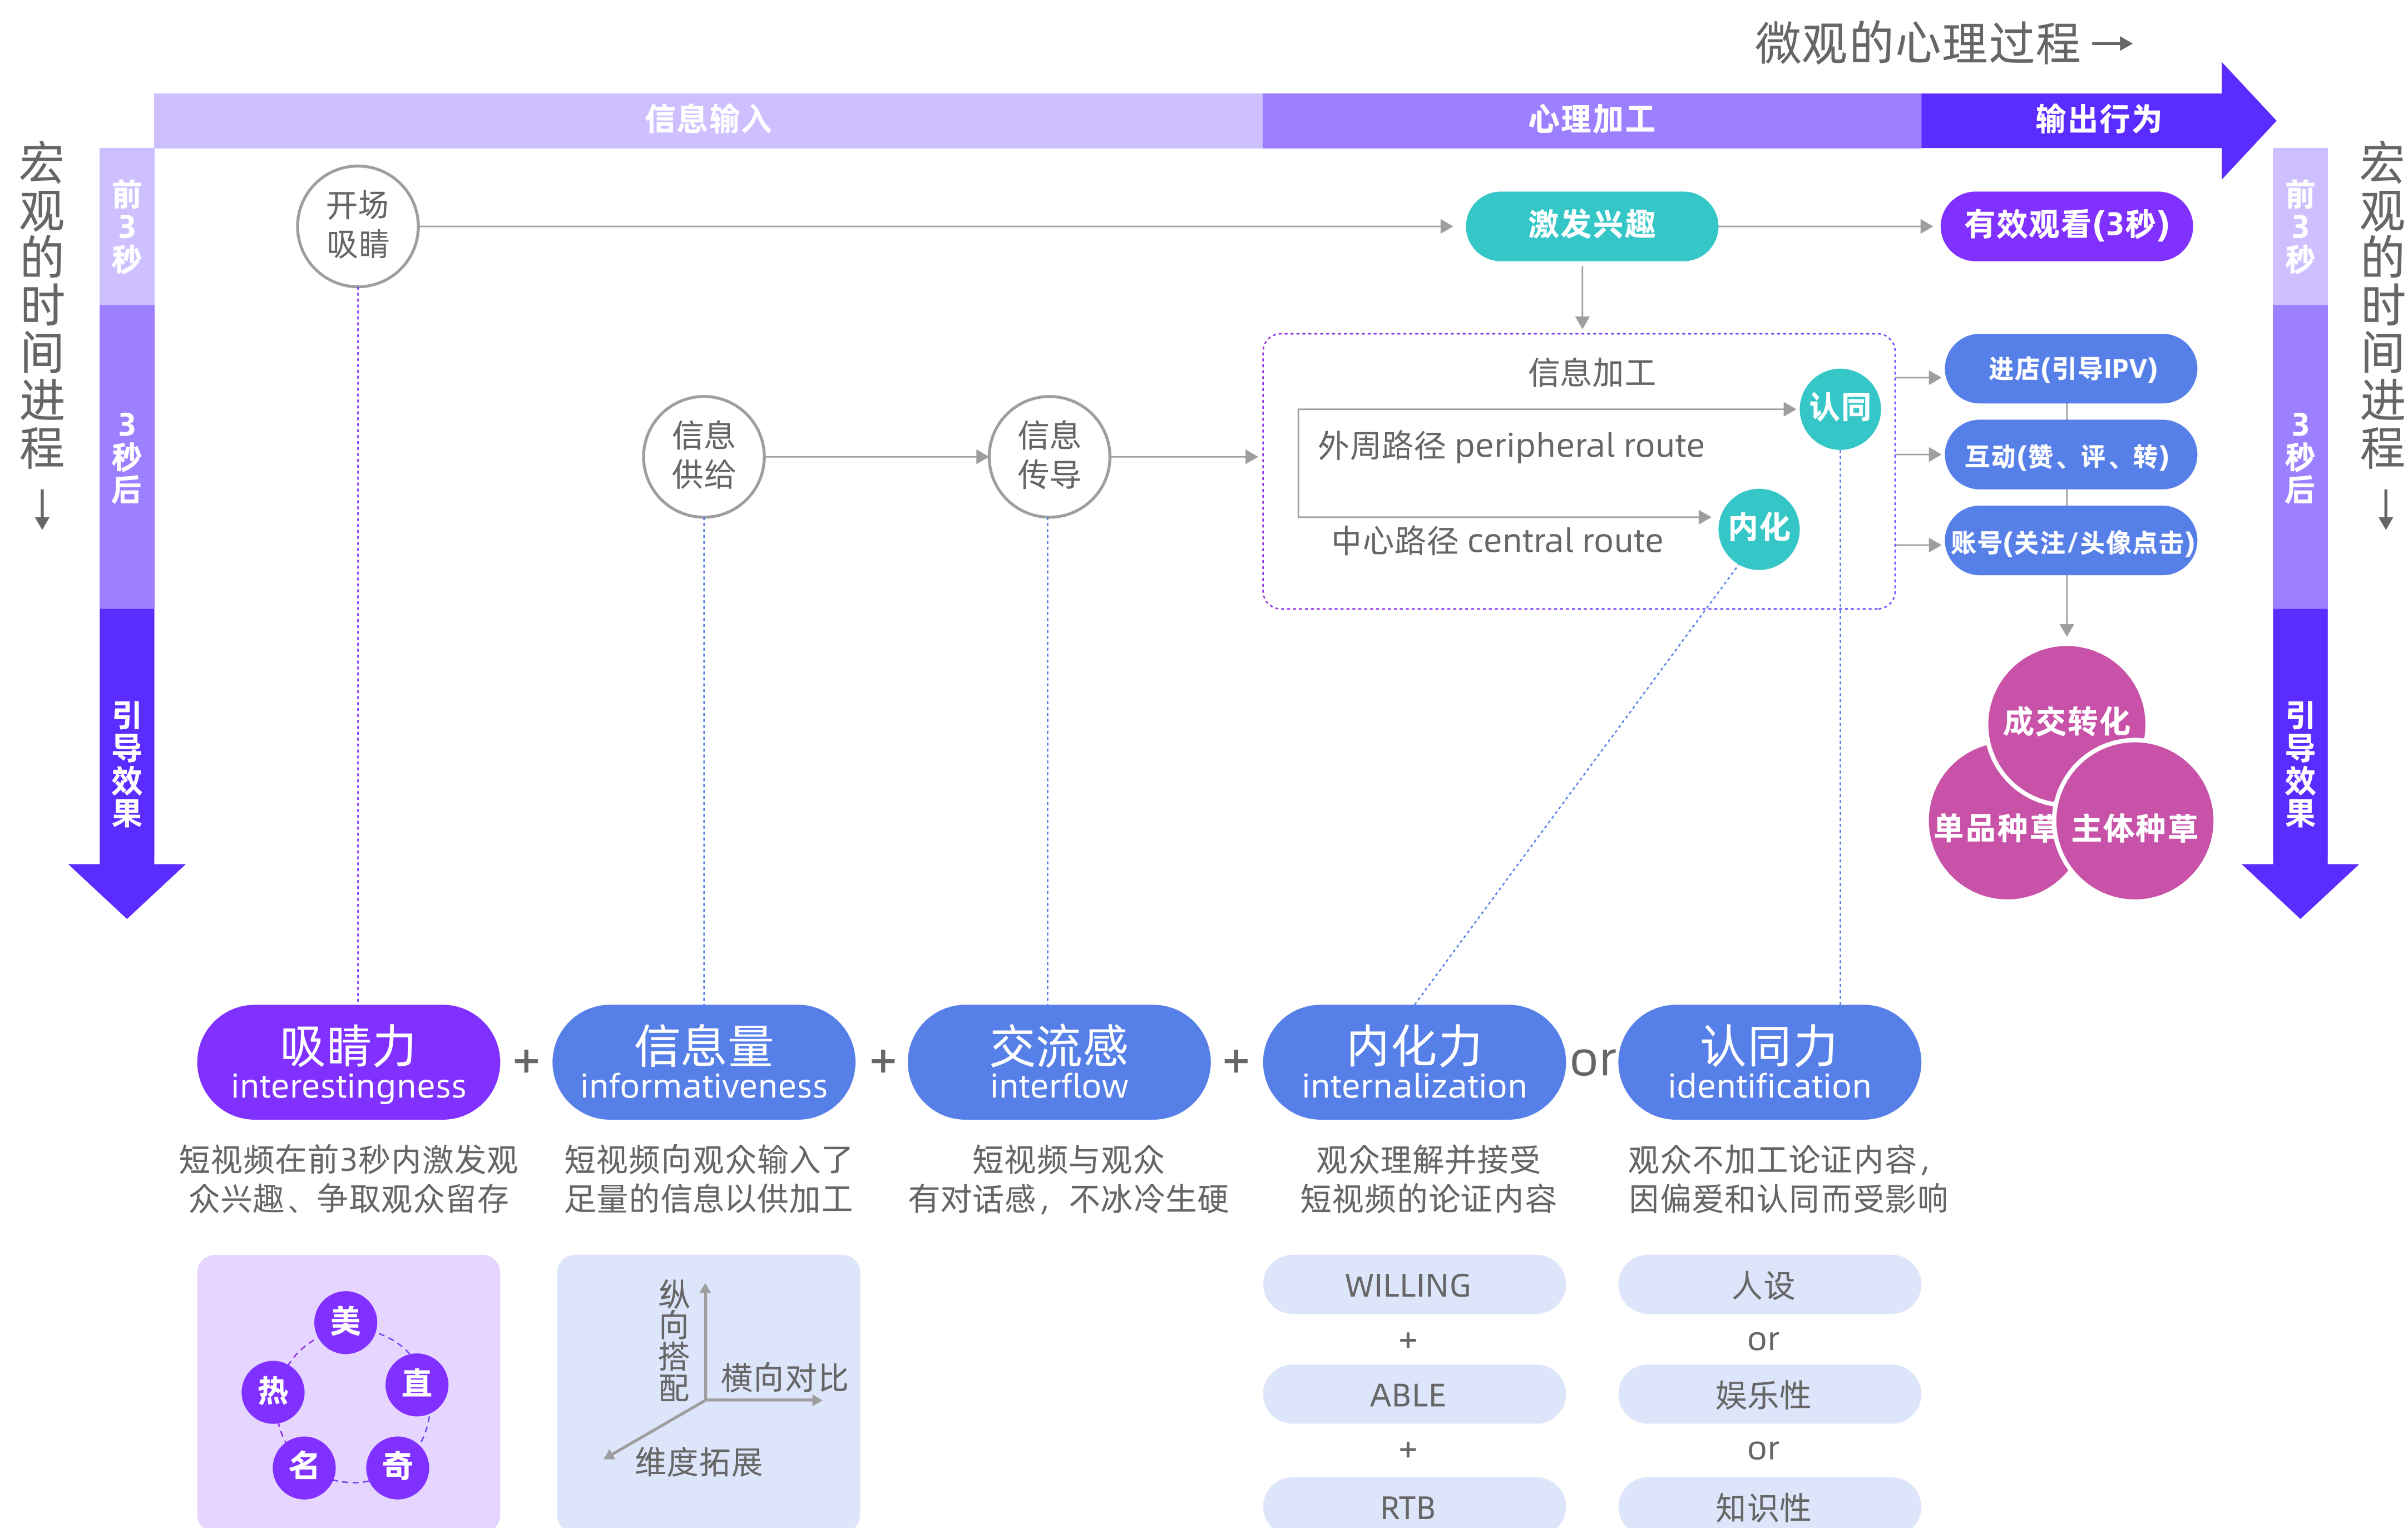 微观的心理过程
信息输入
心理加工
输出行为
宏观的时间进程
前3秒
3秒后
引导效果
开场
吸睛
激发兴趣
有效观看(3秒)
信息
供给
信息
传导
信息加工
认同
外周路径 peripheral route
内化
中心路径 central route
进店(引导IPV)
互动(赞、评、转)
账号(关注/头像点击)
成交转化
单品种草
主体种草
宏观的时间进程
前3秒
3秒后
引导效果
吸睛力
interestingness
+
信息量
informativeness
+
交流感
interflow
+
内化力
internalization
or
认同力
identification
短视频在前3秒内激发观
众兴趣、争取观众留存
短视频向观众输入了
足量的信息以供加工
短视频与观众
有对话感，不冰冷生硬
观众理解并接受
短视频的论证内容
观众不加工论证内容，
因偏爱和认同而受影响
美
直
奇
名
热
纵向搭配
横向对比
维度拓展
WILLING
+
ABLE
+
RTB
人设
or
娱乐性
or
知识性